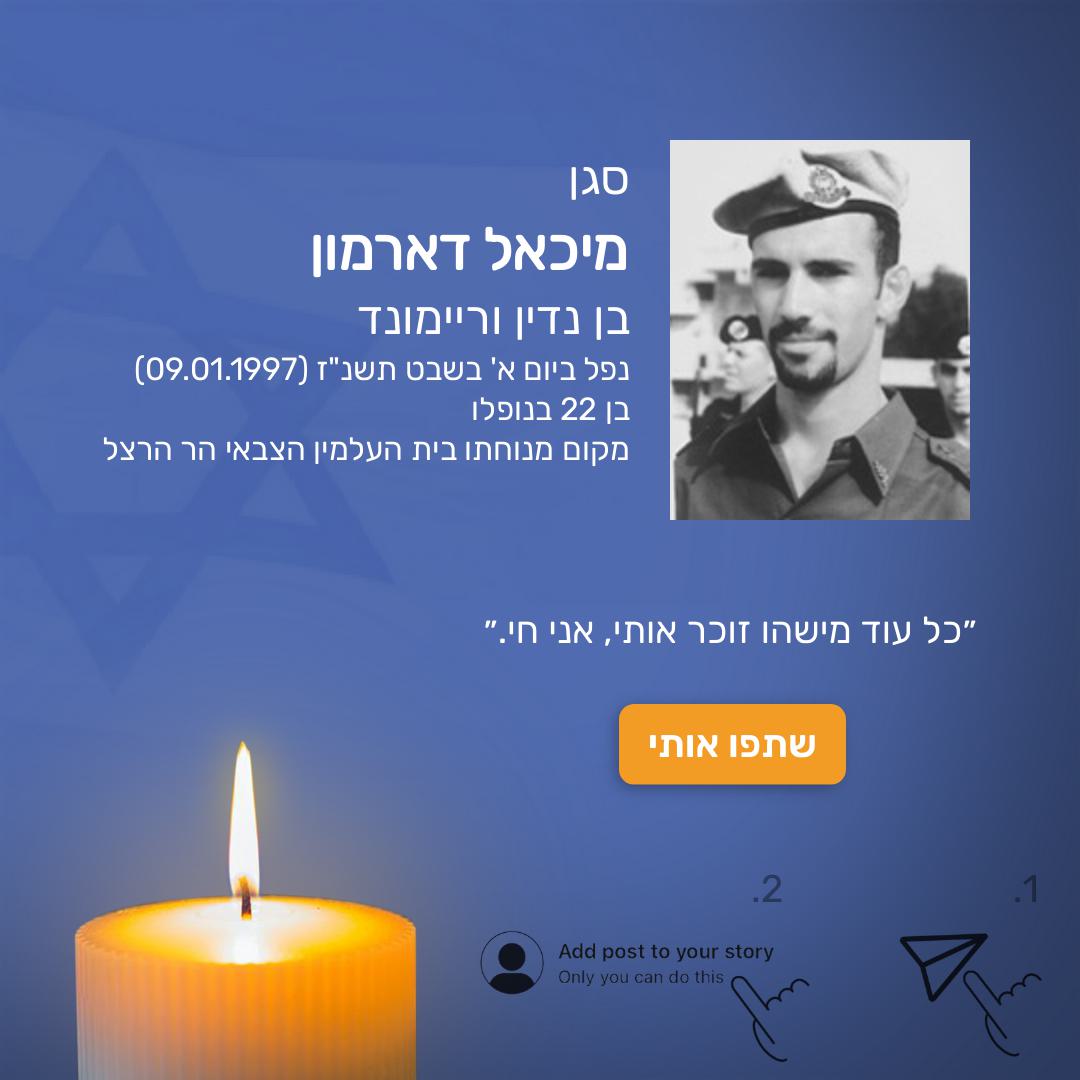 סגן
מיכאל דארמון
בן נדין וריימונד
נפל ביום א' בשבט תשנ"ז (09.01.1997)
בן 22 בנופלו
מקום מנוחתו בית העלמין הצבאי הר הרצל
״כל עוד מישהו זוכר אותי, אני חי.״
שתפו אותי
1.
2.
Add post to your story
Only you can do this